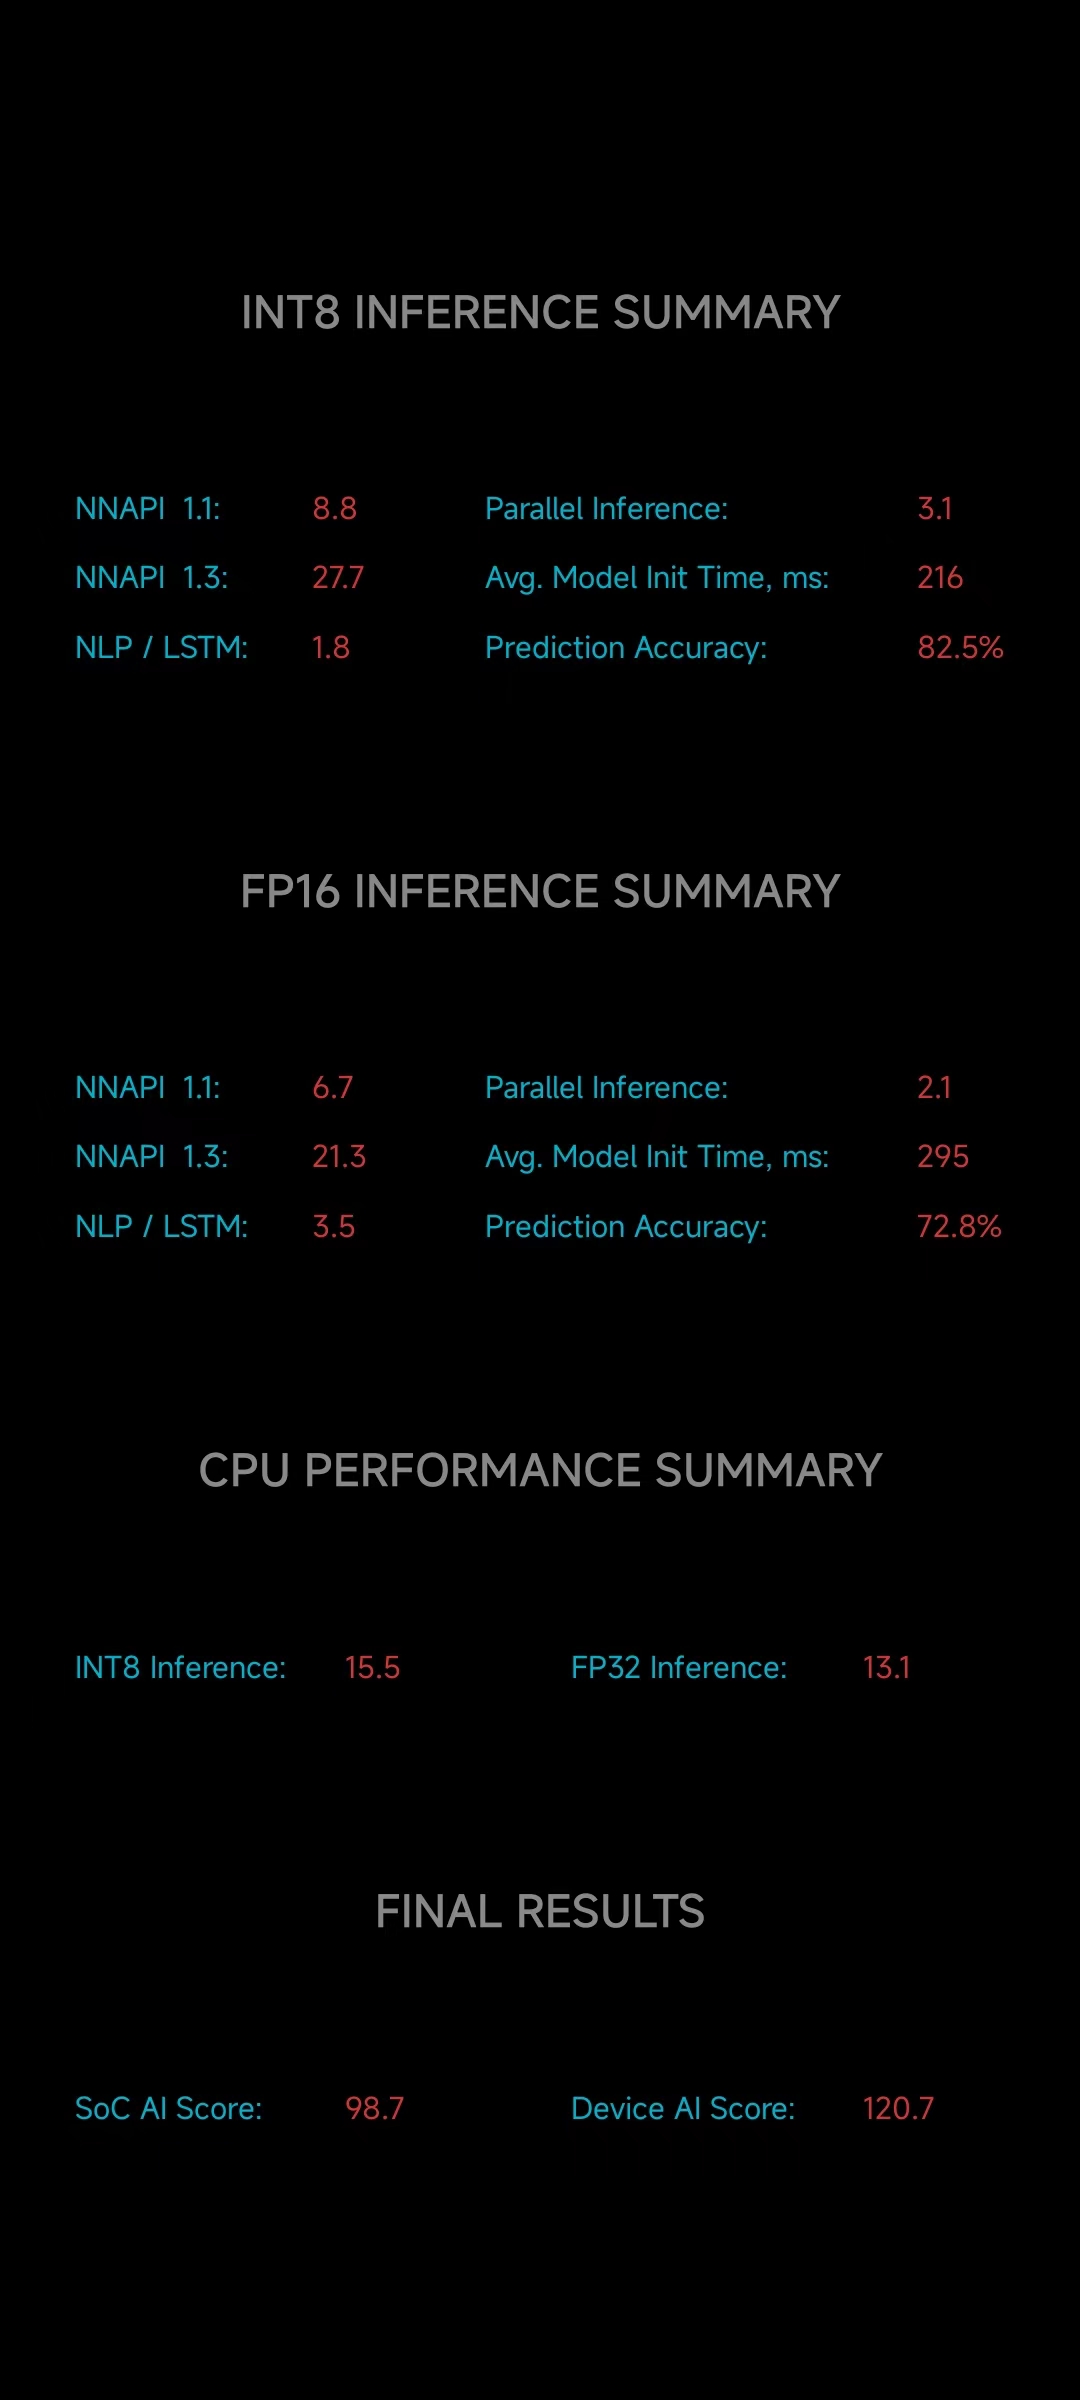 INT8 INFERENCE SUMMARY
NNAPI 1.1: 8.8 Parallel Inference: 3.1
NNAPI 1.3: 27.7 Avg. Model Init Time, ms: 216
NLP / LSTM: 1.8 Prediction Accuracy: 82.5%
FP16 INFERENCE SUMMARY
NNAPI 1.1: 6.7 Parallel Inference: 2.1
NNAPI 1.3: 21.3 Avg. Model Init Time, ms: 295
NLP / LSTM: 3.5 Prediction Accuracy: 72.8%
CPU PERFORMANCE SUMMARY
INT8 Inference: 15.5 FP32 Inference: 13.1
FINAL RESULTS
SoC AI Score: 98.7 Device AI Score: 120.7